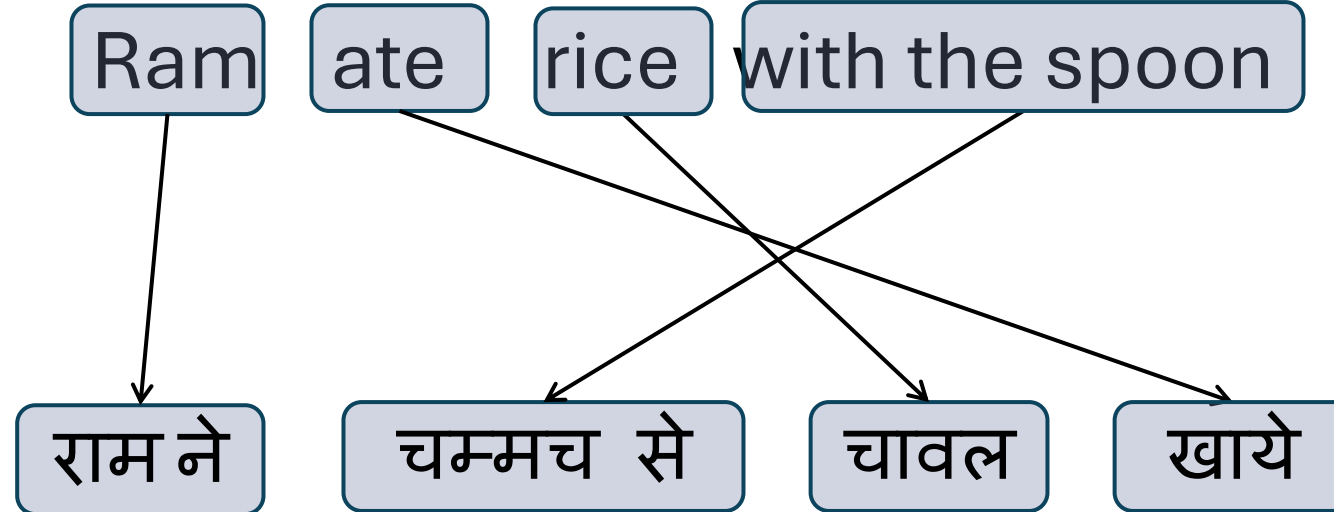 Ram ate rice with the spoon
राम ने चम्मच से चावल खाये